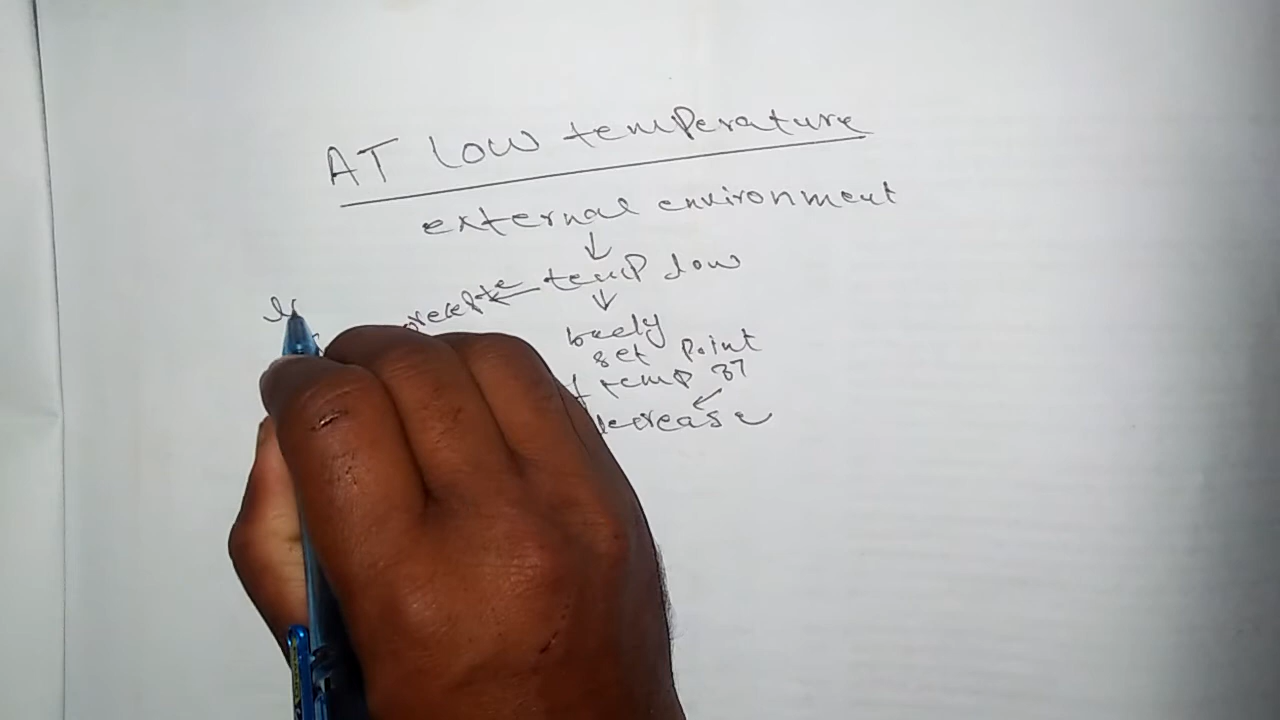 AT Low temperature
external environment
↓
temp low
↓
body
set point
temp 37
decrease